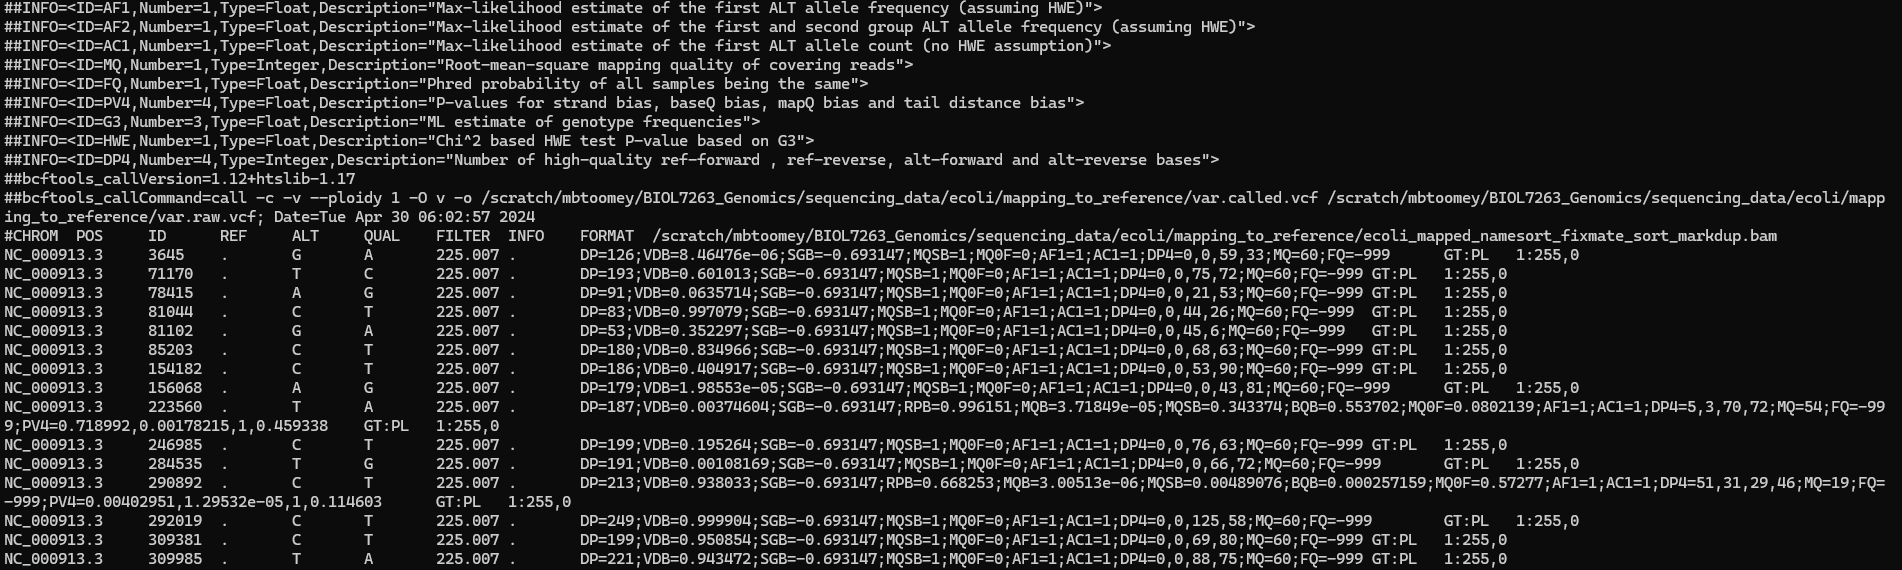 ##INFO=<ID=AF1,Number=1,Type=Float,Description="Max-likelihood estimate of the first ALT allele frequency (assuming HWE)">
##INFO=<ID=AF2,Number=1,Type=Float,Description="Max-likelihood estimate of the first and second group ALT allele frequency (assuming HWE)">
##INFO=<ID=AC1,Number=1,Type=Float,Description="Max-likelihood estimate of the first ALT allele count (no HWE assumption)">
##INFO=<ID=MQ,Number=1,Type=Integer,Description="Root-mean-square mapping quality of covering reads">
##INFO=<ID=FQ,Number=1,Type=Float,Description="Phred probability of all samples being the same">
##INFO=<ID=PV4,Number=4,Type=Float,Description="P-values for strand bias, baseQ bias, mapQ bias and tail distance bias">
##INFO=<ID=G3,Number=3,Type=Float,Description="ML estimate of genotype frequencies">
##INFO=<ID=HWE,Number=1,Type=Float,Description="Chi^2 based HWE test P-value based on G3">
##INFO=<ID=DP4,Number=4,Type=Integer,Description="Number of high-quality ref-forward , ref-reverse, alt-forward and alt-reverse bases">
##bcftools_callVersion=1.12+htslib-1.17
##bcftools_callCommand=call -c -v --ploidy 1 -O v -o /scratch/mbtoomey/BIOL7263_Genomics/sequencing_data/ecoli/mapping_to_reference/var.called.vcf /scratch/mbtoomey/BIOL7263_Genomics/sequencing_data/ecoli/mapp
ing_to_reference/var.raw.vcf; Date=Tue Apr 30 06:02:57 2024
#CHROM POS ID REF ALT QUAL FILTER INFO FORMAT /scratch/mbtoomey/BIOL7263_Genomics/sequencing_data/ecoli/mapping_to_reference/ecoli_mapped_namesort_fixmate_sort_markdup.bam
NC_000913.3 3645 . G A 225.007 . DP=126;VDB=8.46476e-06;SGB=-0.693147;MQSB=1;MQ0F=0;AF1=1;AC1=1;DP4=0,0,59,33;MQ=60;FQ=-999 GT:PL 1:255,0
NC_000913.3 71170 . T C 225.007 . DP=193;VDB=0.601013;SGB=-0.693147;MQSB=1;MQ0F=0;AF1=1;AC1=1;DP4=0,0,75,72;MQ=60;FQ=-999 GT:PL 1:255,0
NC_000913.3 78415 . A G 225.007 . DP=91;VDB=0.0635714;SGB=-0.693147;MQSB=1;MQ0F=0;AF1=1;AC1=1;DP4=0,0,21,53;MQ=60;FQ=-999 GT:PL 1:255,0
NC_000913.3 81044 . C T 225.007 . DP=83;VDB=0.997079;SGB=-0.693147;MQSB=1;MQ0F=0;AF1=1;AC1=1;DP4=0,0,44,26;MQ=60;FQ=-999 GT:PL 1:255,0
NC_000913.3 81102 . G A 225.007 . DP=53;VDB=0.352297;SGB=-0.693147;MQSB=1;MQ0F=0;AF1=1;AC1=1;DP4=0,0,45,6;MQ=60;FQ=-999 GT:PL 1:255,0
NC_000913.3 85203 . C T 225.007 . DP=180;VDB=0.834966;SGB=-0.693147;MQSB=1;MQ0F=0;AF1=1;AC1=1;DP4=0,0,68,63;MQ=60;FQ=-999 GT:PL 1:255,0
NC_000913.3 154182 . C T 225.007 . DP=186;VDB=0.404917;SGB=-0.693147;MQSB=1;MQ0F=0;AF1=1;AC1=1;DP4=0,0,53,90;MQ=60;FQ=-999 GT:PL 1:255,0
NC_000913.3 156068 . A G 225.007 . DP=179;VDB=1.98553e-05;SGB=-0.693147;MQSB=1;MQ0F=0;AF1=1;AC1=1;DP4=0,0,43,81;MQ=60;FQ=-999 GT:PL 1:255,0
NC_000913.3 223560 . T A 225.007 . DP=187;VDB=0.00374604;SGB=-0.693147;RPB=0.996151;MQB=3.71849e-05;MQSB=0.343374;BQB=0.553702;MQ0F=0.0802139;AF1=1;AC1=1;DP4=5,3,70,72;MQ=54;FQ=-99
9;PV4=0.718992,0.00178215,1,0.459338 GT:PL 1:255,0
NC_000913.3 246985 . C T 225.007 . DP=199;VDB=0.195264;SGB=-0.693147;MQSB=1;MQ0F=0;AF1=1;AC1=1;DP4=0,0,76,63;MQ=60;FQ=-999 GT:PL 1:255,0
NC_000913.3 284535 . T G 225.007 . DP=191;VDB=0.00108169;SGB=-0.693147;MQSB=1;MQ0F=0;AF1=1;AC1=1;DP4=0,0,66,72;MQ=60;FQ=-999 GT:PL 1:255,0
NC_000913.3 290892 . C T 225.007 . DP=213;VDB=0.938033;SGB=-0.693147;RPB=0.668253;MQB=3.00513e-06;MQSB=0.00489076;BQB=0.000257159;MQ0F=0.57277;AF1=1;AC1=1;DP4=51,31,29,46;MQ=19;FQ=
-999;PV4=0.00402951,1.29532e-05,1,0.114603 GT:PL 1:255,0
NC_000913.3 292019 . C T 225.007 . DP=249;VDB=0.999904;SGB=-0.693147;MQSB=1;MQ0F=0;AF1=1;AC1=1;DP4=0,0,125,58;MQ=60;FQ=-999 GT:PL 1:255,0
NC_000913.3 309381 . C T 225.007 . DP=199;VDB=0.950854;SGB=-0.693147;MQSB=1;MQ0F=0;AF1=1;AC1=1;DP4=0,0,69,80;MQ=60;FQ=-999 GT:PL 1:255,0
NC_000913.3 309985 . T A 225.007 . DP=221;VDB=0.943472;SGB=-0.693147;MQSB=1;MQ0F=0;AF1=1;AC1=1;DP4=0,0,88,75;MQ=60;FQ=-999 GT:PL 1:255,0